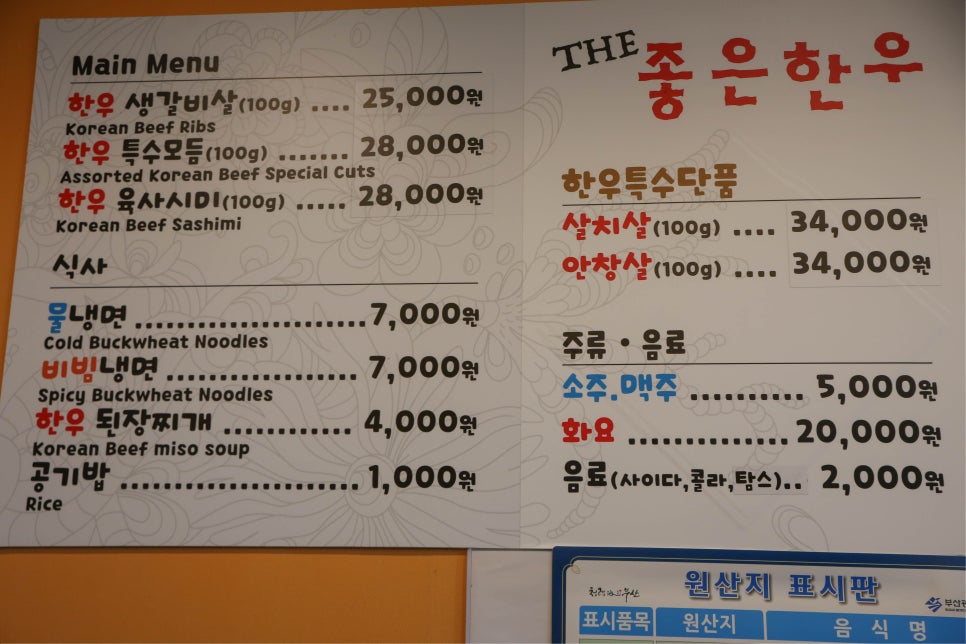 Main Menu
한우 생갈비살(100g) .... 25,000원
Korean Beef Ribs
한우 특수모듬(100g) ....... 28,000원
Assorted Korean Beef Special Cuts
한우 육사시미(100g) ..... 28,000원
Korean Beef Sashimi
식사
물냉면 ....................... 7,000원
Cold Buckwheat Noodles
비빔냉면 ................... 7,000원
Spicy Buckwheat Noodles
한우 된장찌개 ............. 4,000원
Korean Beef miso soup
공기밥 ........................ 1,000원
Rice
THE 좋은한우
한우특수단품
살치살(100g) .... 34,000원
안창살(100g) .... 34,000원
주류 · 음료
소주.맥주 .......... 5,000원
화요 ............... 20,000원
음료(사이다,콜라,탐스).. 2,000원
원산지 표시판
표시품목 원산지 음식명